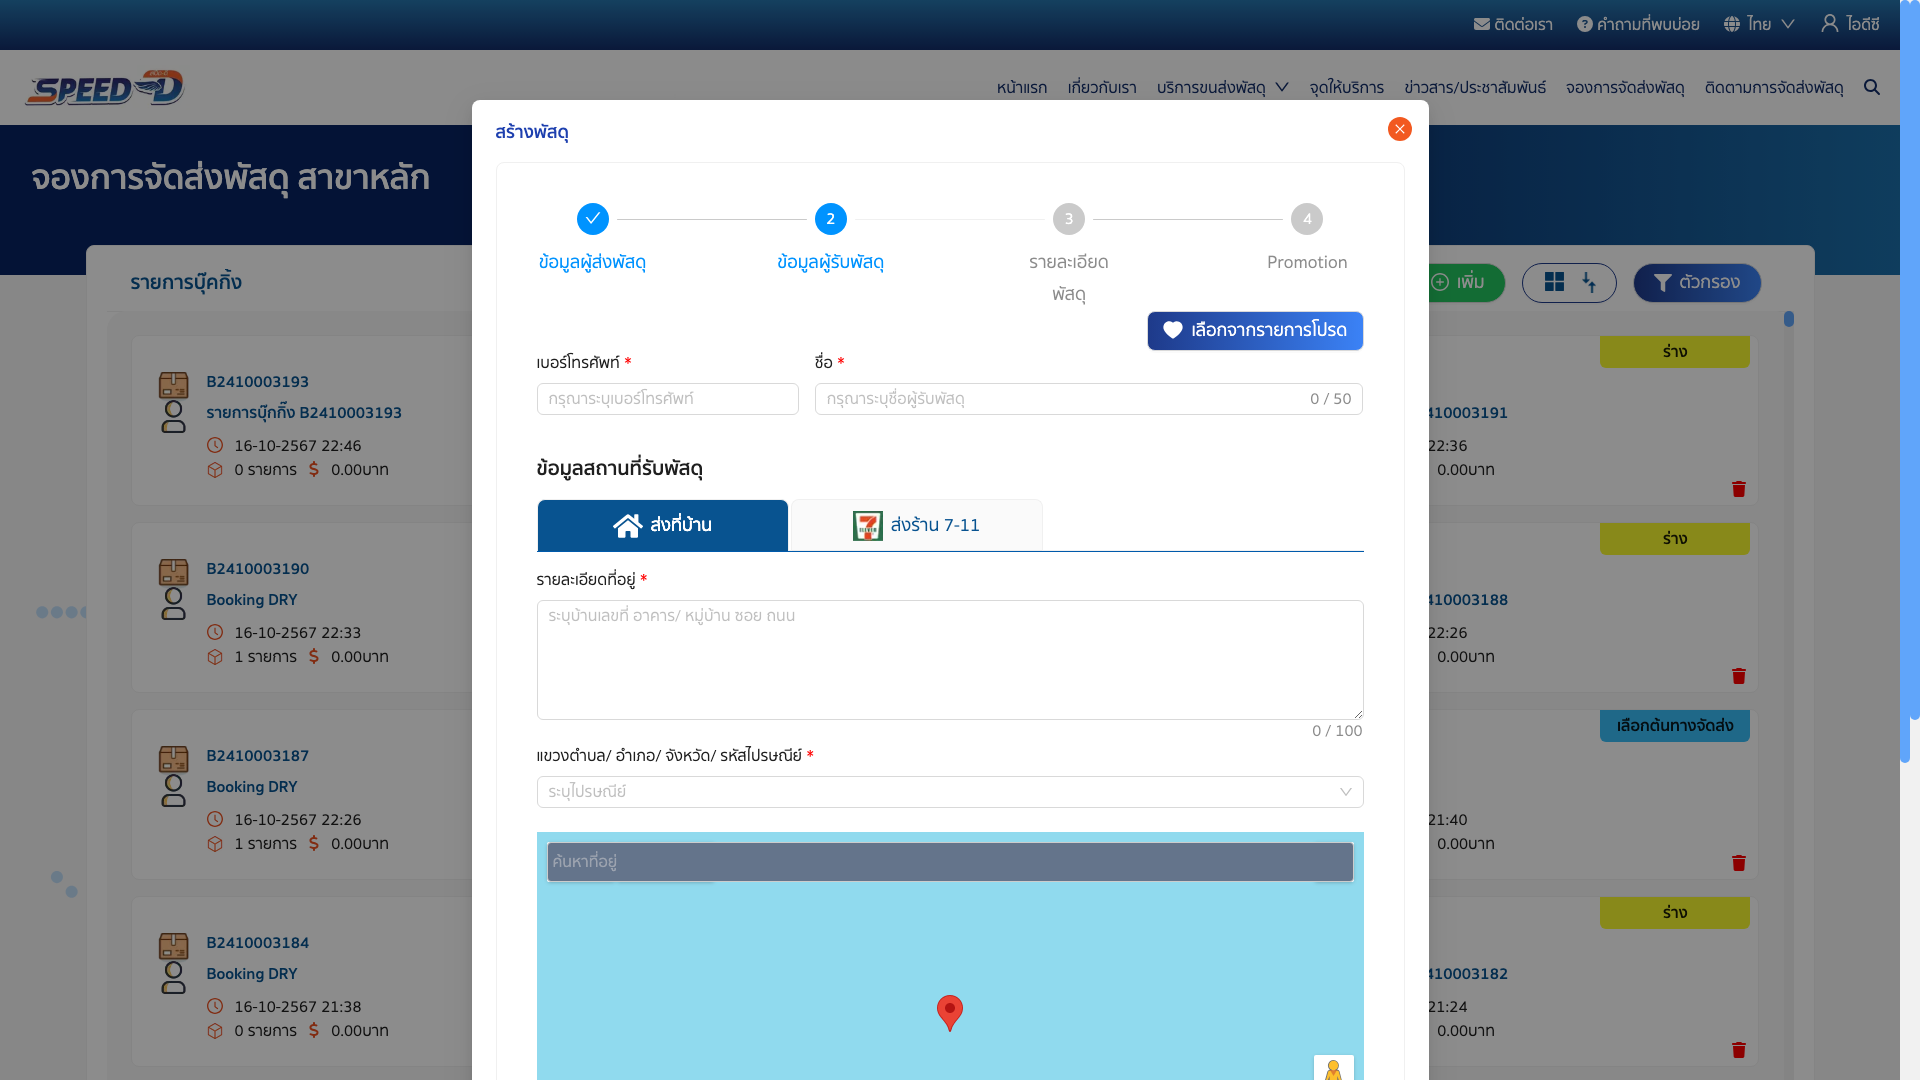 ติดต่อเรา คำถามที่พบบ่อย ไทย ไอดีซี
SPEED-D
หน้าแรก เกี่ยวกับเรา บริการขนส่งพัสดุ จุดให้บริการ ข่าวสาร/ประชาสัมพันธ์ จองการจัดส่งพัสดุ ติดตามการจัดส่งพัสดุ
จองการจัดส่งพัสดุ สาขาหลัก
รายการบุ๊คกิ้ง
เพิ่ม
ตัวกรอง
B2410003193
รายการบุ๊กกิ้ง B2410003193
16-10-2567 22:46
0 รายการ $ 0.00บาท
B2410003190
Booking DRY
16-10-2567 22:33
1 รายการ $ 0.00บาท
B2410003187
Booking DRY
16-10-2567 22:26
1 รายการ $ 0.00บาท
B2410003184
Booking DRY
16-10-2567 21:38
0 รายการ $ 0.00บาท
สร้างพัสดุ
2 3 4
ข้อมูลผู้ส่งพัสดุ
ข้อมูลผู้รับพัสดุ
รายละเอียด
พัสดุ
Promotion
เลือกจากรายการโปรด
เบอร์โทรศัพท์ *
กรุณาระบุเบอร์โทรศัพท์
ชื่อ *
กรุณาระบุชื่อผู้รับพัสดุ 0 / 50
ข้อมูลสถานที่รับพัสดุ
ส่งที่บ้าน
ส่งร้าน 7-11
รายละเอียดที่อยู่ *
ระบุบ้านเลขที่ อาคาร/ หมู่บ้าน ซอย ถนน
0 / 100
แขวงตำบล/ อำเภอ/ จังหวัด/ รหัสไปรษณีย์ *
ระบุไปรษณีย์
ค้นหาที่อยู่
ร่าง
410003191
22:36
0.00บาท
ร่าง
410003188
22:26
0.00บาท
เลือกต้นทางจัดส่ง
21:40
0.00บาท
ร่าง
410003182
21:24
0.00บาท